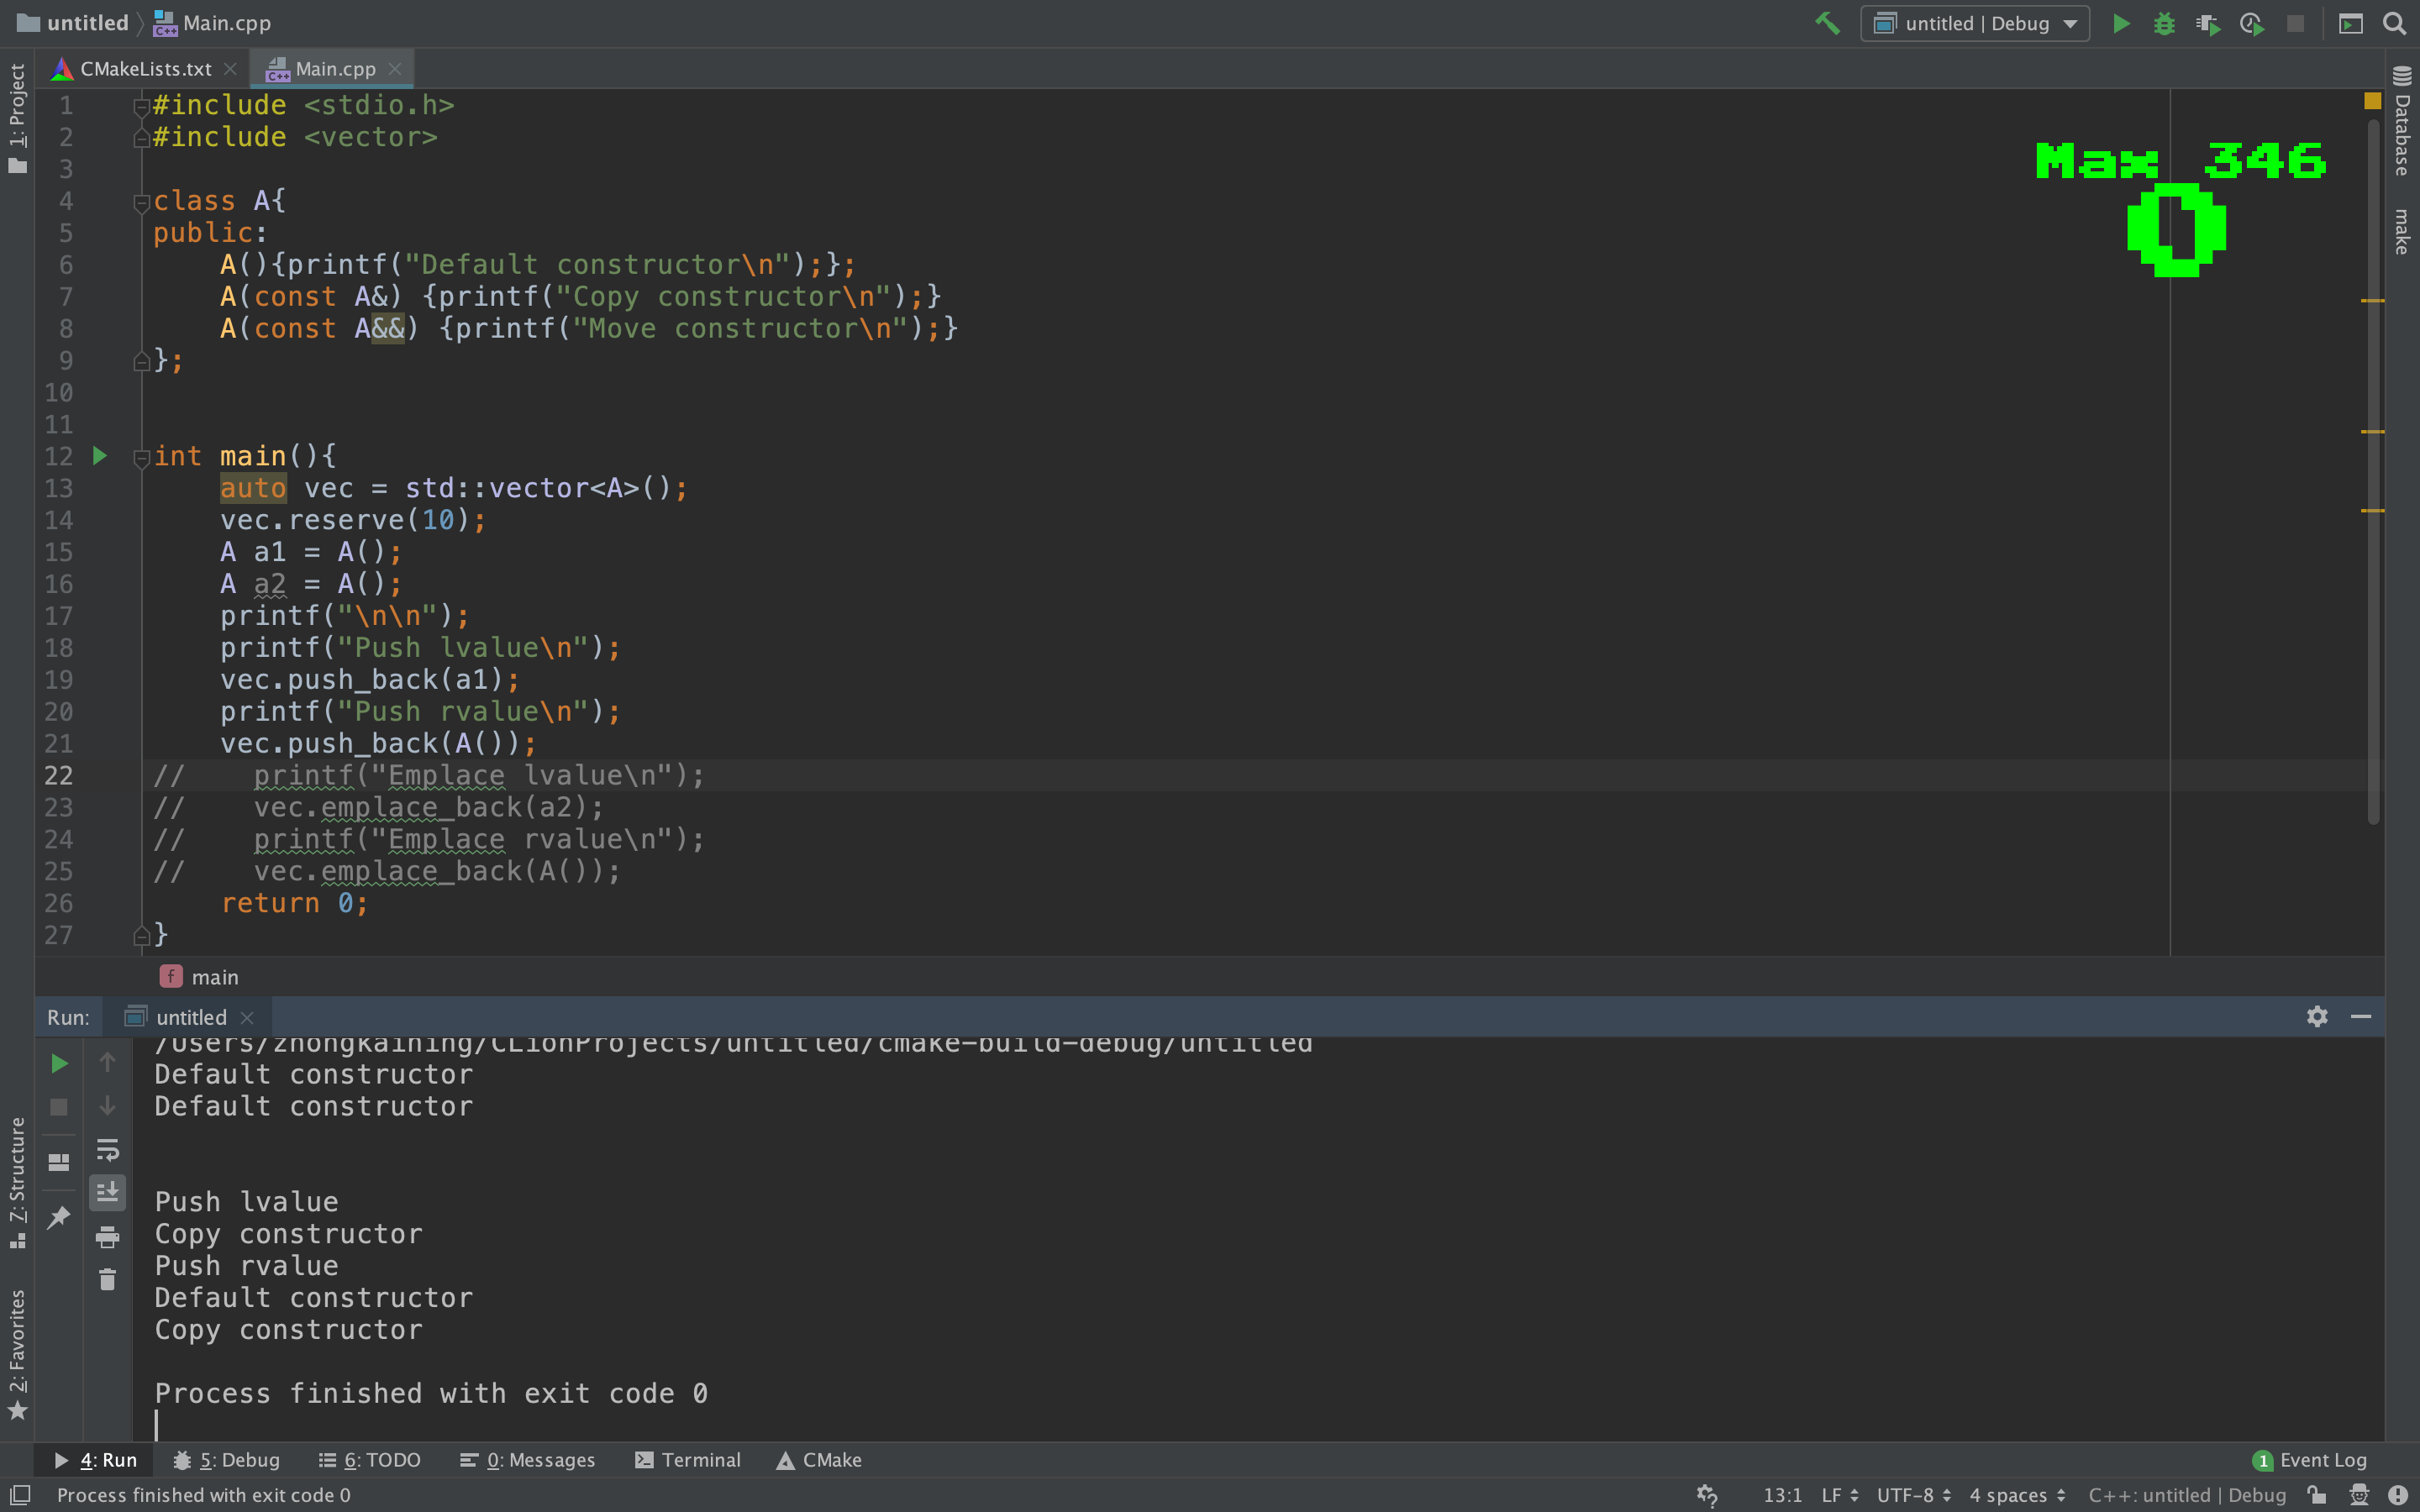 untitled Main.cpp untitled | Debug
CMakeLists.txt Main.cpp
1: Project
Database
make
Max 346
0
1 #include <stdio.h>
2 #include <vector>
3
4 class A{
5 public:
6     A(){printf("Default constructor\n");};
7     A(const A&) {printf("Copy constructor\n");}
8     A(const A&&) {printf("Move constructor\n");}
9 };
10
11
12 int main(){
13     auto vec = std::vector<A>();
14     vec.reserve(10);
15     A a1 = A();
16     A a2 = A();
17     printf("\n\n");
18     printf("Push lvalue\n");
19     vec.push_back(a1);
20     printf("Push rvalue\n");
21     vec.push_back(A());
22 //    printf("Emplace lvalue\n");
23 //    vec.emplace_back(a2);
24 //    printf("Emplace rvalue\n");
25 //    vec.emplace_back(A());
26     return 0;
27 }
f main
Run: untitled
/Users/zhongkaining/CLionProjects/untitled/cmake-build-debug/untitled
Default constructor
Default constructor
Push lvalue
Copy constructor
Push rvalue
Default constructor
Copy constructor
Process finished with exit code 0
7: Structure
2: Favorites
4: Run 5: Debug 6: TODO 0: Messages Terminal CMake 1 Event Log
Process finished with exit code 0 13:1 LF UTF-8 4 spaces C++: untitled | Debug